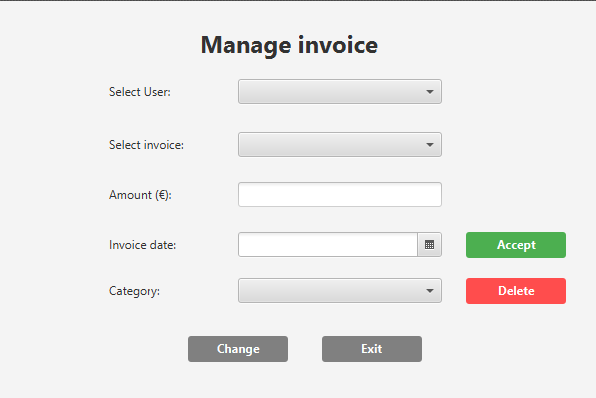 Manage invoice
Select User:
Select invoice:
Amount (€):
Invoice date:
Accept
Category:
Delete
Change
Exit